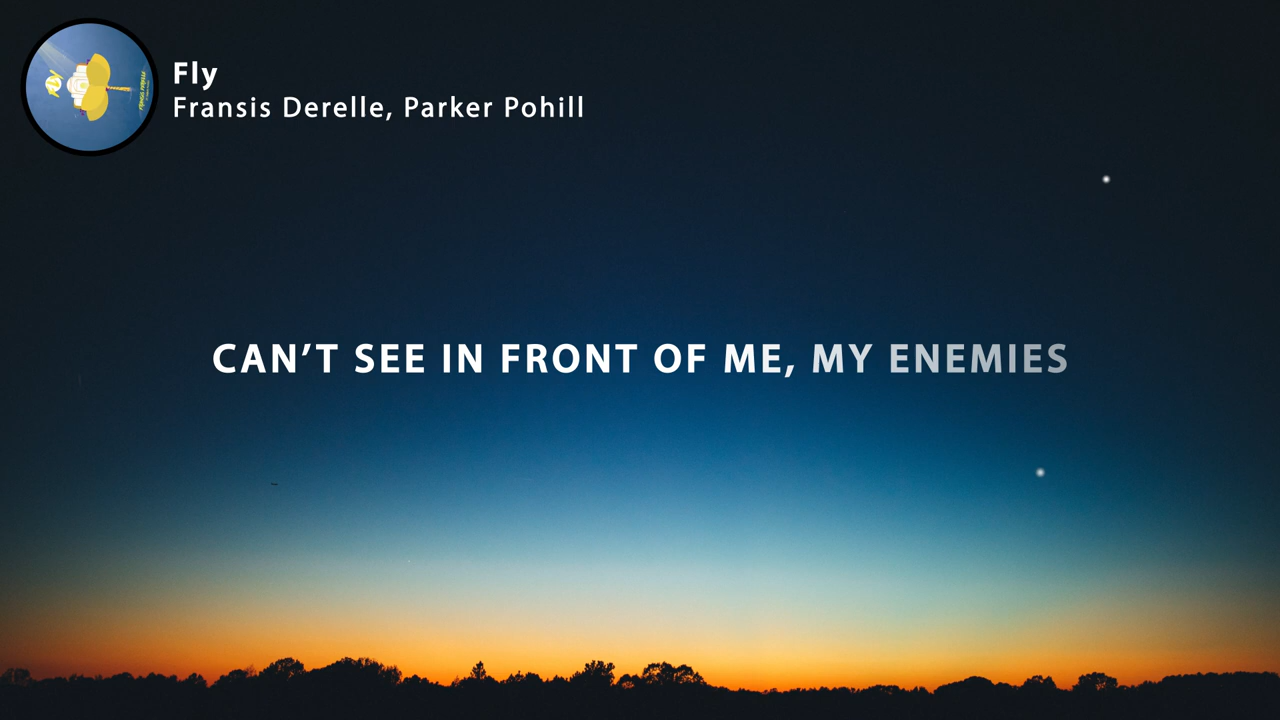 Fly
Fransis Derelle, Parker Pohill
CAN’T SEE IN FRONT OF ME, MY ENEMIES